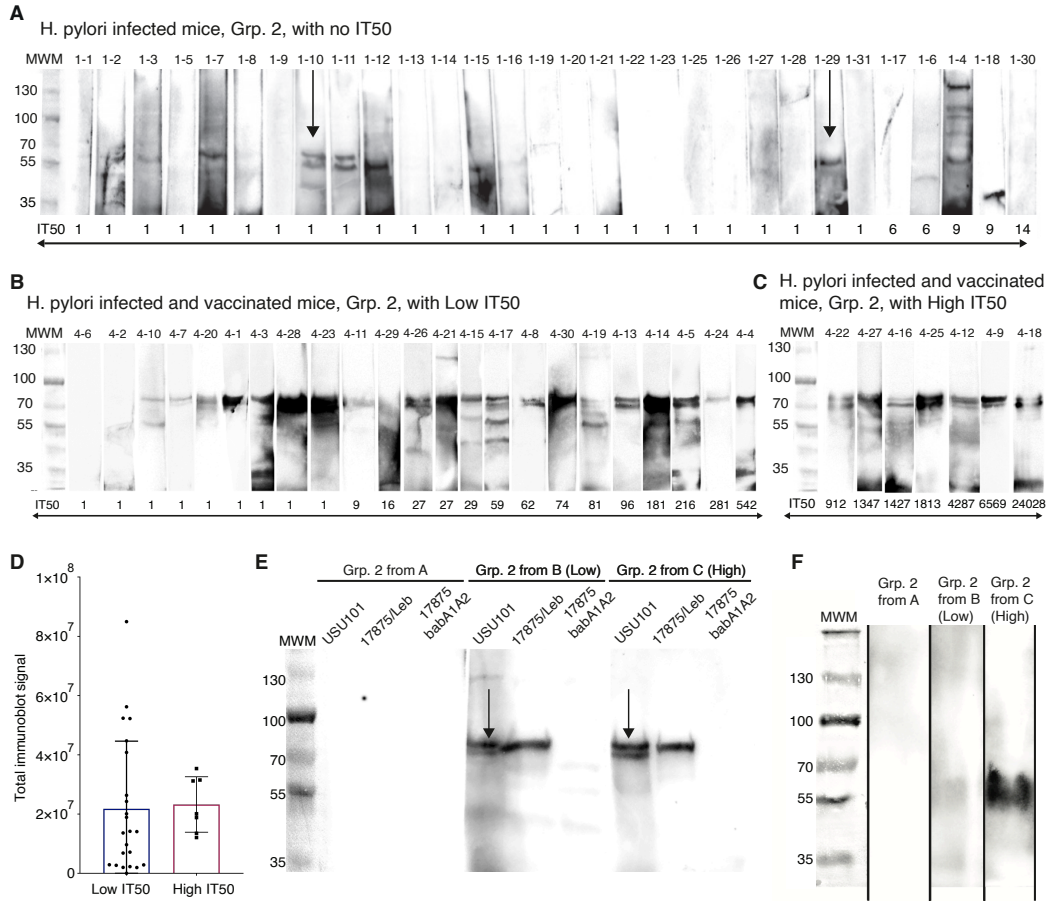 A
H. pylori infected mice, Grp. 2, with no IT50
MWM 1-1 1-2 1-3 1-5 1-7 1-8 1-9 1-10 1-11 1-12 1-13 1-14 1-15 1-16 1-19 1-20 1-21 1-22 1-23 1-25 1-26 1-27 1-28 1-29 1-31 1-17 1-6 1-4 1-18 1-30
130
100
70
55
35
IT50 1 1 1 1 1 1 1 1 1 1 1 1 1 1 1 1 1 1 1 1 1 1 1 1 1 6 6 9 9 14
B
H. pylori infected and vaccinated mice, Grp. 2, with Low IT50
MWM 4-6 4-2 4-10 4-7 4-20 4-1 4-3 4-28 4-23 4-11 4-29 4-26 4-21 4-15 4-17 4-8 4-30 4-19 4-13 4-14 4-5 4-24 4-4
130
100
70
55
35
IT50 1 1 1 1 1 1 1 1 1 9 16 27 27 29 59 62 74 81 96 181 216 281 542
C
H. pylori infected and vaccinated
mice, Grp. 2, with High IT50
MWM 4-22 4-27 4-16 4-25 4-12 4-9 4-18
130
100
70
55
35
IT50 912 1347 1427 1813 4287 6569 24028
D
Total immunoblot signal
1×10⁸
8×10⁷
6×10⁷
4×10⁷
2×10⁷
0
Low IT50 High IT50
E
Grp. 2 from A Grp. 2 from B (Low) Grp. 2 from C (High)
MWM USU101 17875/Leb 17875 babA1A2 USU101 17875/Leb 17875 babA1A2 USU101 17875/Leb 17875 babA1A2
130
100
70
55
35
F
Grp. 2 from A
Grp. 2 from B (Low)
Grp. 2 from C (High)
MWM
130
100
70
55
35